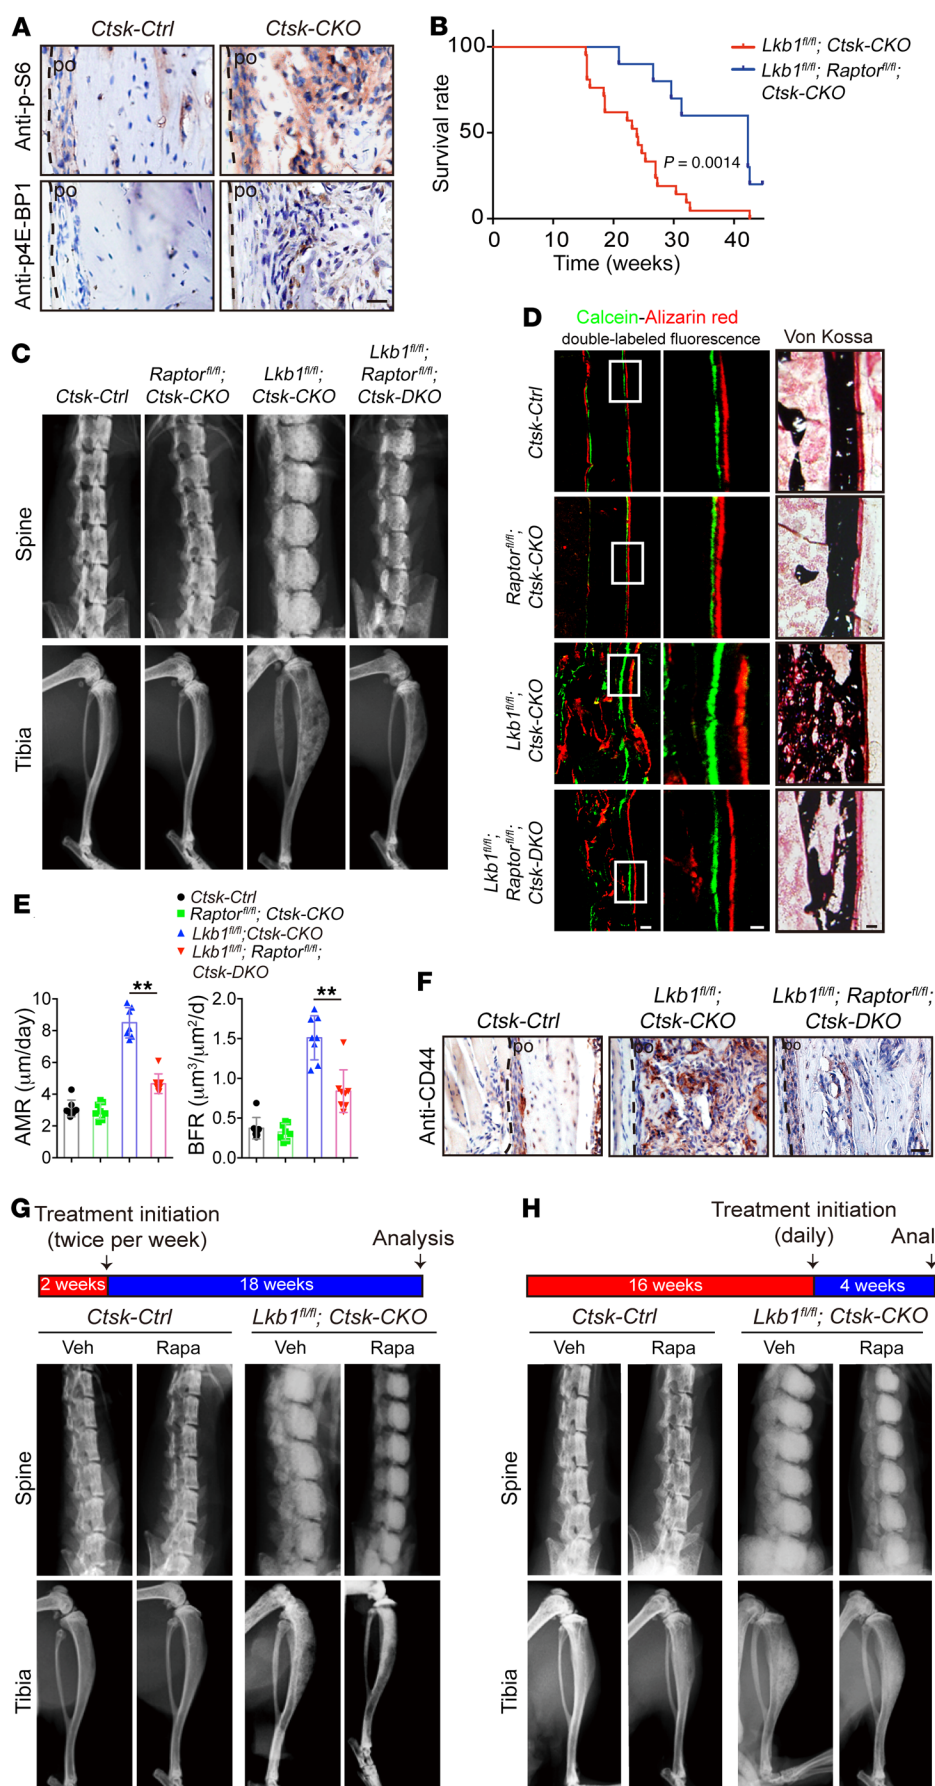 A
Ctsk-Ctrl
Ctsk-CKO
Anti-p-S6
po
po
Anti-p4E-BP1
po
po
B
Survival rate
100
50
0
0 10 20 30 40
Time (weeks)
P = 0.0014
Lkb1fl/fl; Ctsk-CKO
Lkb1fl/fl; Raptorfl/fl;
Ctsk-CKO
C
Ctsk-Ctrl
Raptorfl/fl;
Ctsk-CKO
Lkb1fl/fl;
Ctsk-CKO
Lkb1fl/fl;
Raptorfl/fl;
Ctsk-DKO
Spine
Tibia
D
Calcein-Alizarin red
double-labeled fluorescence
Von Kossa
Ctsk-Ctrl
Raptorfl/fl;
Ctsk-CKO
Lkb1fl/fl;
Ctsk-CKO
Lkb1fl/fl;
Raptorfl/fl;
Ctsk-DKO
E
Ctsk-Ctrl
Raptorfl/fl; Ctsk-CKO
Lkb1fl/fl;Ctsk-CKO
Lkb1fl/fl; Raptorfl/fl;
Ctsk-DKO
AMR (µm/day)
10
8
6
4
2
0
**
BFR (µm3/µm2/d)
2.0
1.5
1.0
0.5
0.0
**
F
Ctsk-Ctrl
Lkb1fl/fl;
Ctsk-CKO
Lkb1fl/fl; Raptorfl/fl;
Ctsk-DKO
Anti-CD44
po
po
po
G
Treatment initiation
(twice per week)
Analysis
2 weeks
18 weeks
Ctsk-Ctrl
Lkb1fl/fl; Ctsk-CKO
Veh Rapa Veh Rapa
Spine
Tibia
H
Treatment initiation
(daily)
Anal
16 weeks
4 weeks
Ctsk-Ctrl
Lkb1fl/fl; Ctsk-CKO
Veh Rapa Veh Rapa
Spine
Tibia